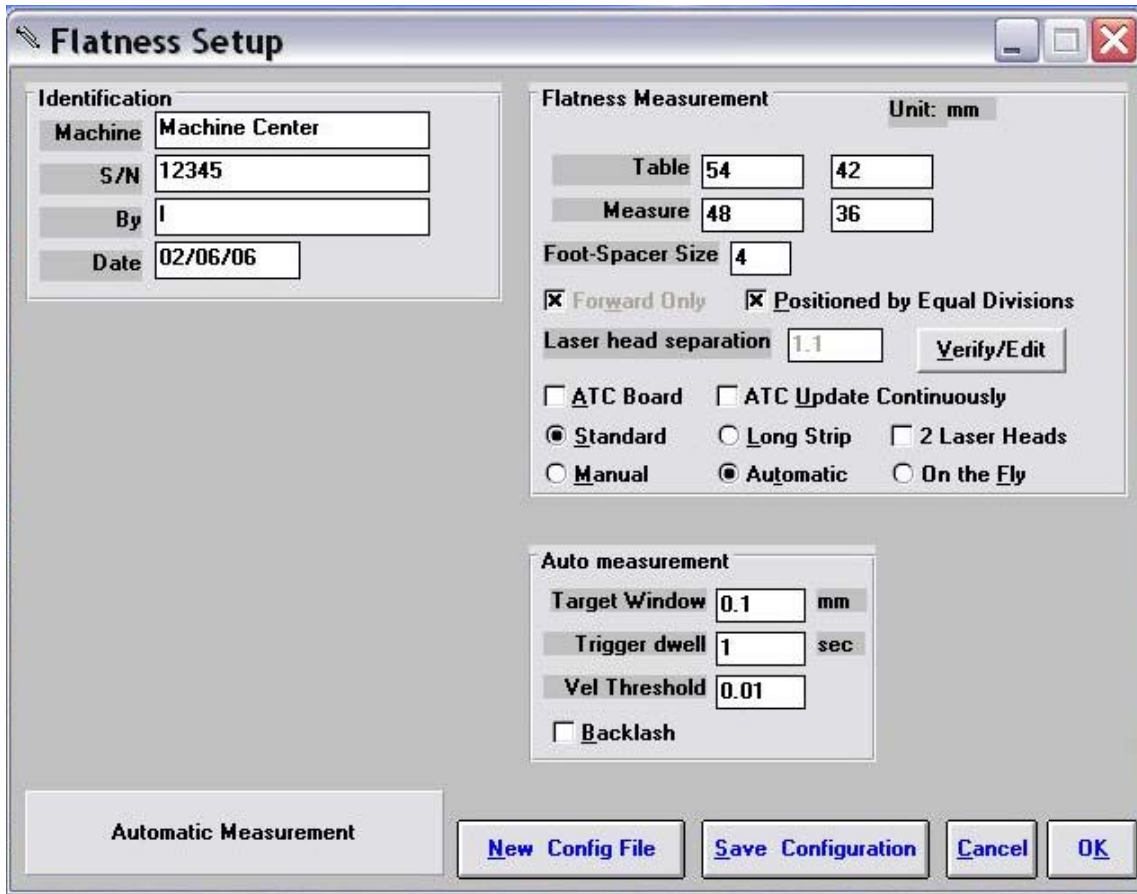 Flatness Setup
Identification
Machine Machine Center
S/N 12345
By I
Date 02/06/06
Flatness Measurement
Unit: mm
Table 54 42
Measure 48 36
Foot-Spacer Size 4
Forward Only Positioned by Equal Divisions
Laser head separation 1.1 Verify/Edit
ATC Board ATC Update Continuously
Standard Long Strip 2 Laser Heads
Manual Automatic On the Fly
Auto measurement
Target Window 0.1 mm
Trigger dwell 1 sec
Vel Threshold 0.01
Backlash
Automatic Measurement
New Config File Save Configuration Cancel OK